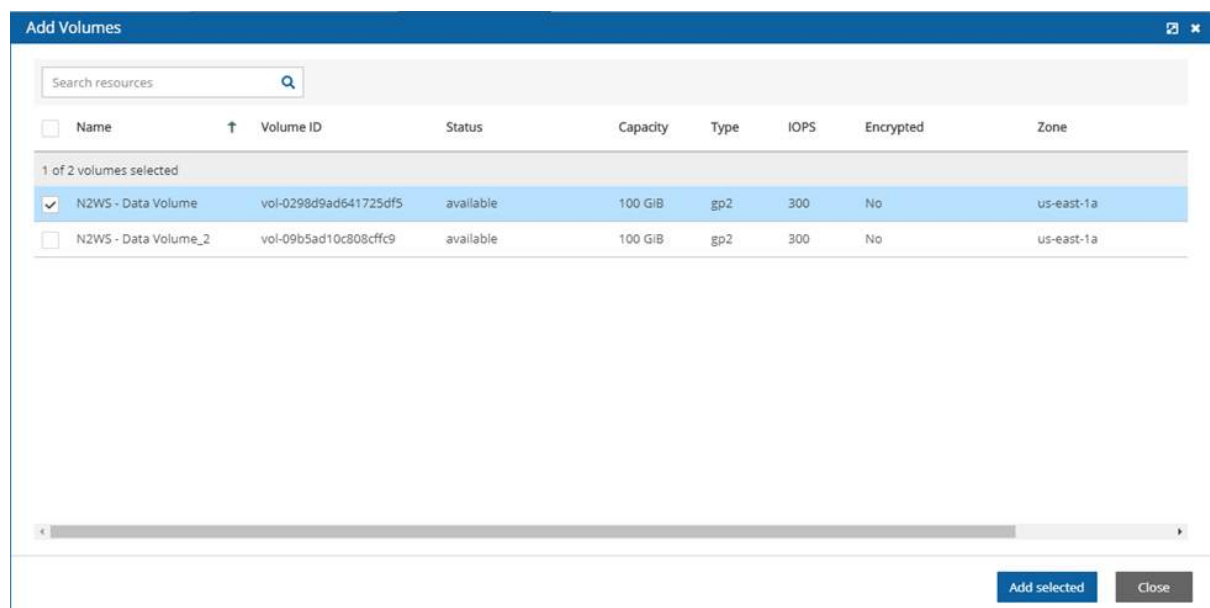 Add Volumes
Search resources
Name Volume ID Status Capacity Type IOPS Encrypted Zone
1 of 2 volumes selected
N2WS - Data Volume vol-0298d9ad641725df5 available 100 GiB gp2 300 No us-east-1a
N2WS - Data Volume_2 vol-09b5ad10c808cffc9 available 100 GiB gp2 300 No us-east-1a
Add selected Close